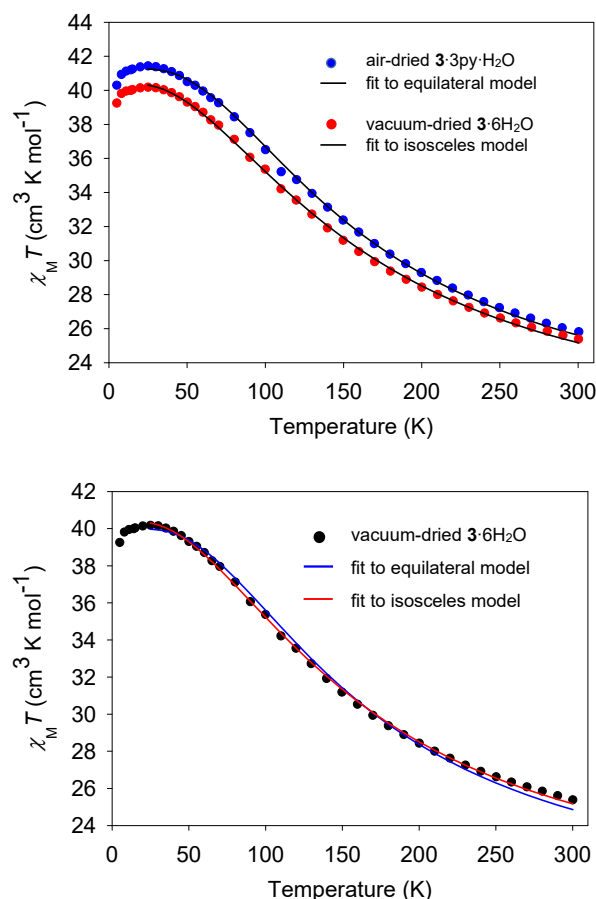 44
42
40
38
36
34
32
30
28
26
24
χM T (cm3 K mol−1)
air-dried 3·3py·H2O
fit to equilateral model
vacuum-dried 3·6H2O
fit to isosceles model
0 50 100 150 200 250 300
Temperature (K)
42
40
38
36
34
32
30
28
26
24
χM T (cm3 K mol−1)
vacuum-dried 3·6H2O
fit to equilateral model
fit to isosceles model
0 50 100 150 200 250 300
Temperature (K)